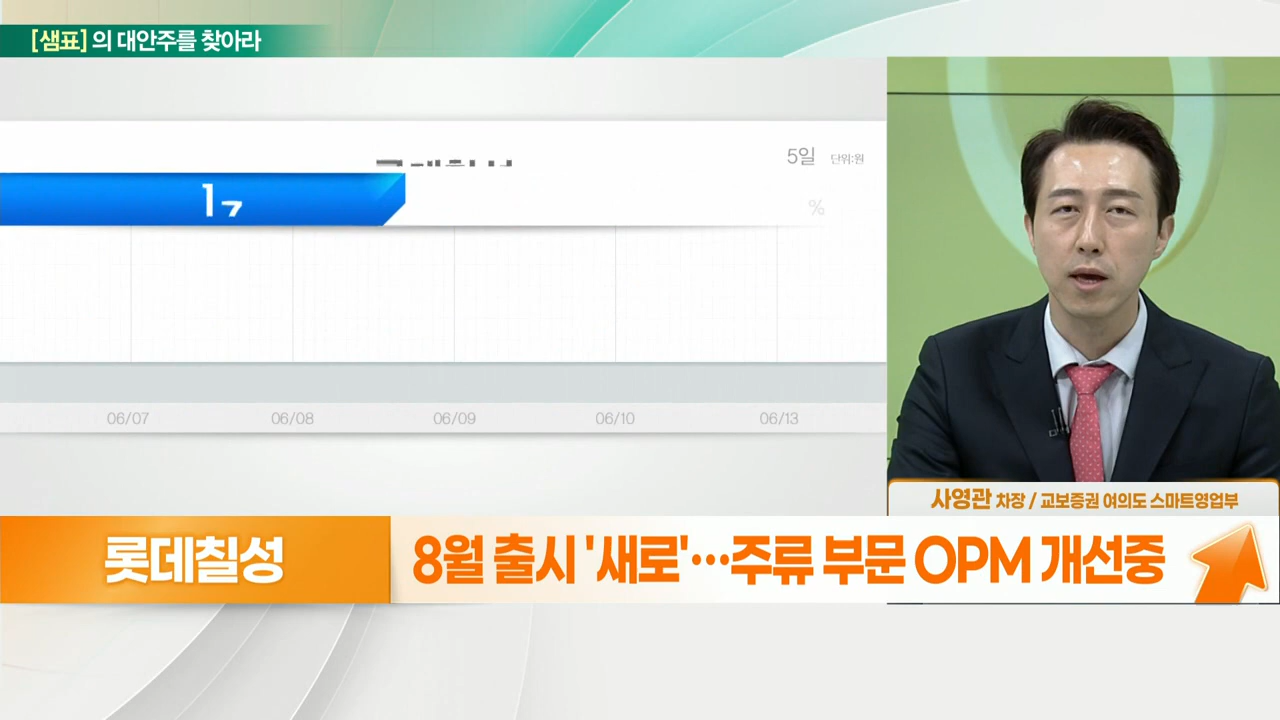 [샘표]의 대안주를 찾아라
5일 단위:원
%
06/07 06/08 06/09 06/10 06/13
사영관 차장 / 교보증권 여의도 스마트영업부
롯데칠성
8월 출시 '새로'…주류 부문 OPM 개선중